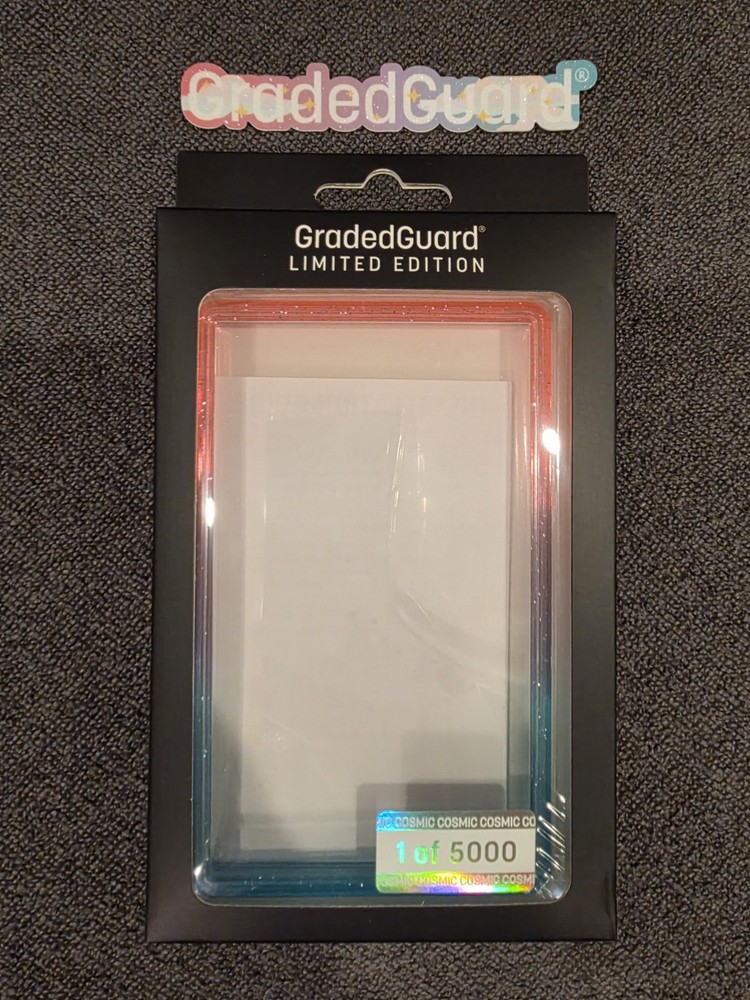 GradedGuard®
GradedGuard®
LIMITED EDITION
COSMIC COSMIC COSMIC
1 of 5000
COSMIC COSMIC